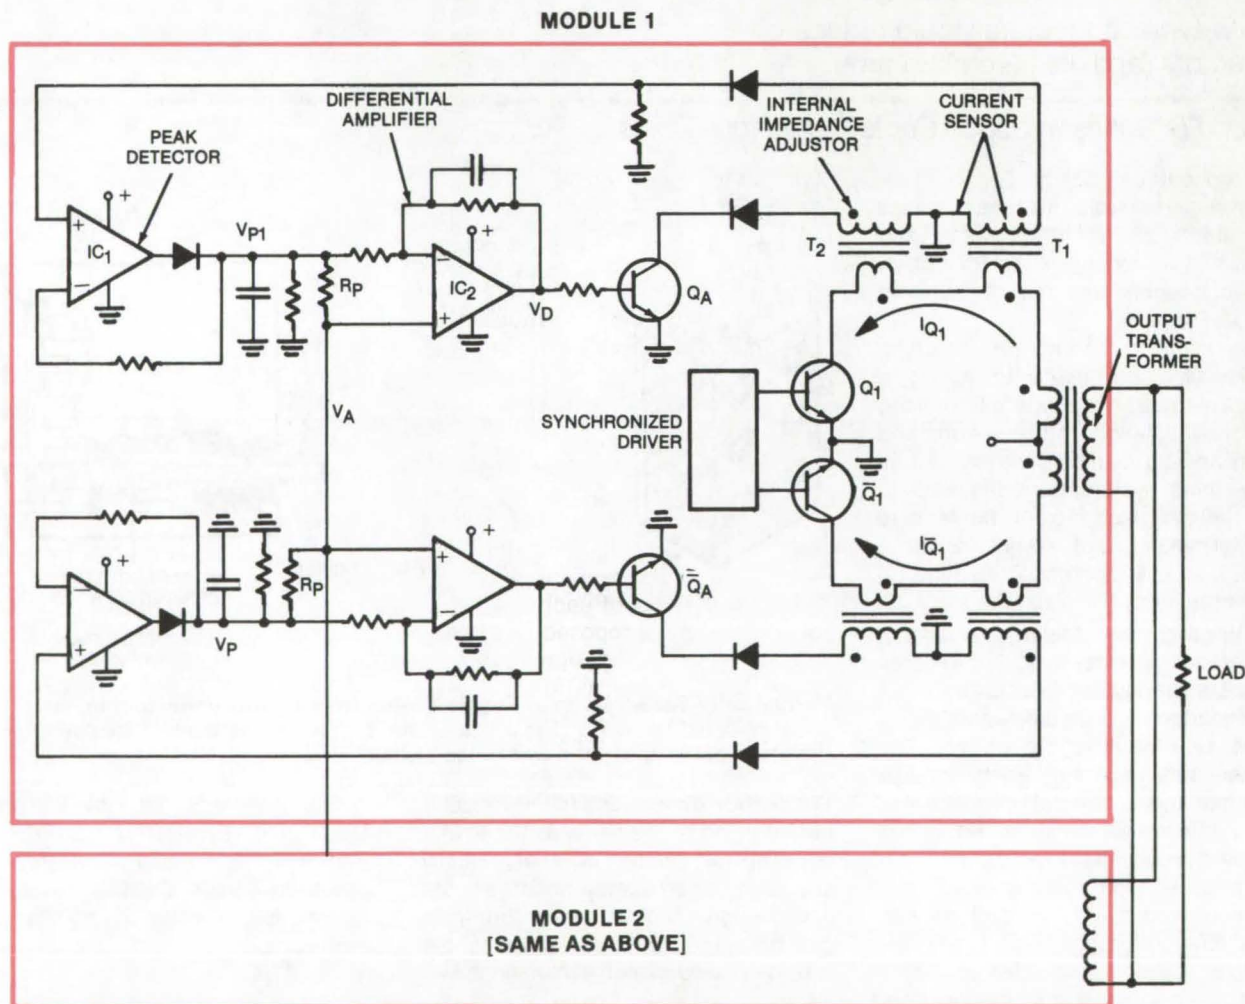 MODULE 1
DIFFERENTIAL
AMPLIFIER
PEAK
DETECTOR
INTERNAL
IMPEDANCE
ADJUSTOR
CURRENT
SENSOR
+
+
IC1
-
VP1
RP
+
-
IC2
+
VD
QA
T2
T1
IQ1
OUTPUT
TRANS-
FORMER
VA
SYNCHRONIZED
DRIVER
Q1
Q̄1
IQ̄1
+
-
+
VP
RP
+
+
-
Q̄A
LOAD
MODULE 2
[SAME AS ABOVE]